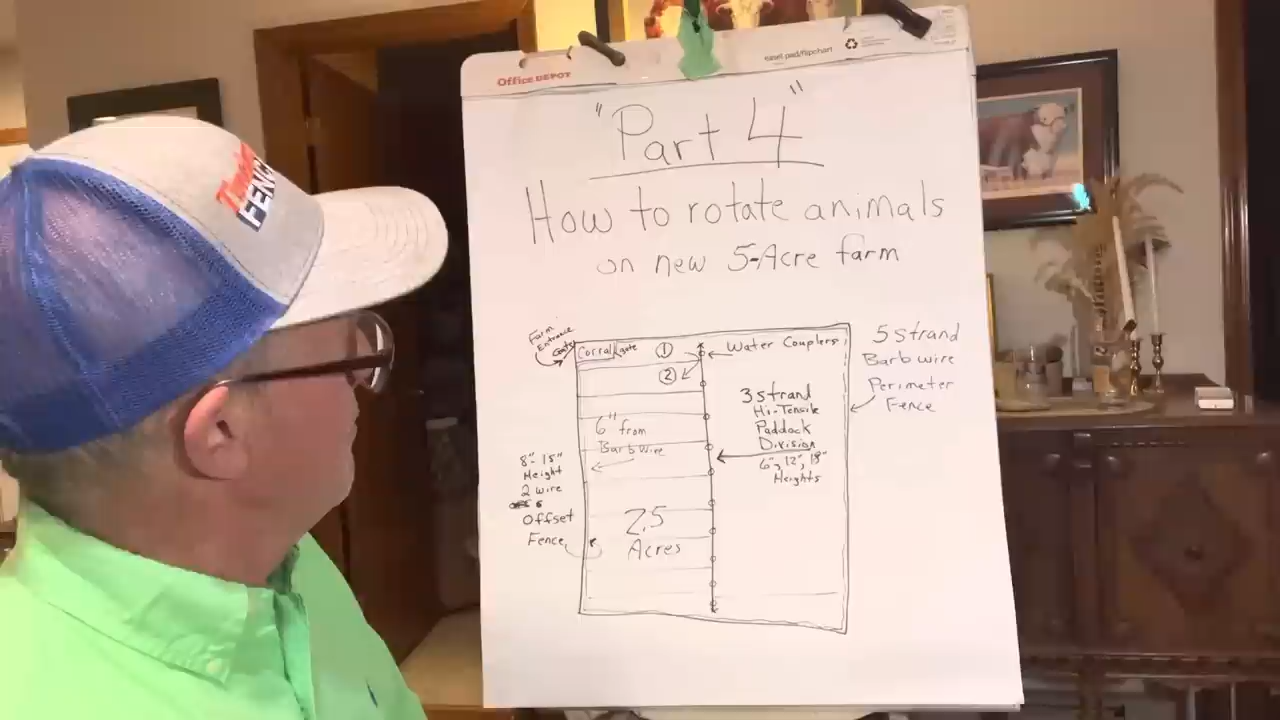 Office DEPOT
easel pad/flipchart
"Part 4"
How to rotate animals
on new 5-Acre farm
Farm
Entrance
Gate
Corral
gate
①
②
Water Couplers
5 strand
Barb wire
Perimeter
Fence
3 strand
Hi-Tensile
Paddock
Division
6", 12", 18"
Heights
6" from
Barb wire
8"-15"
Height
2 wire
Offset
Fence
2.5
Acres
FENCE